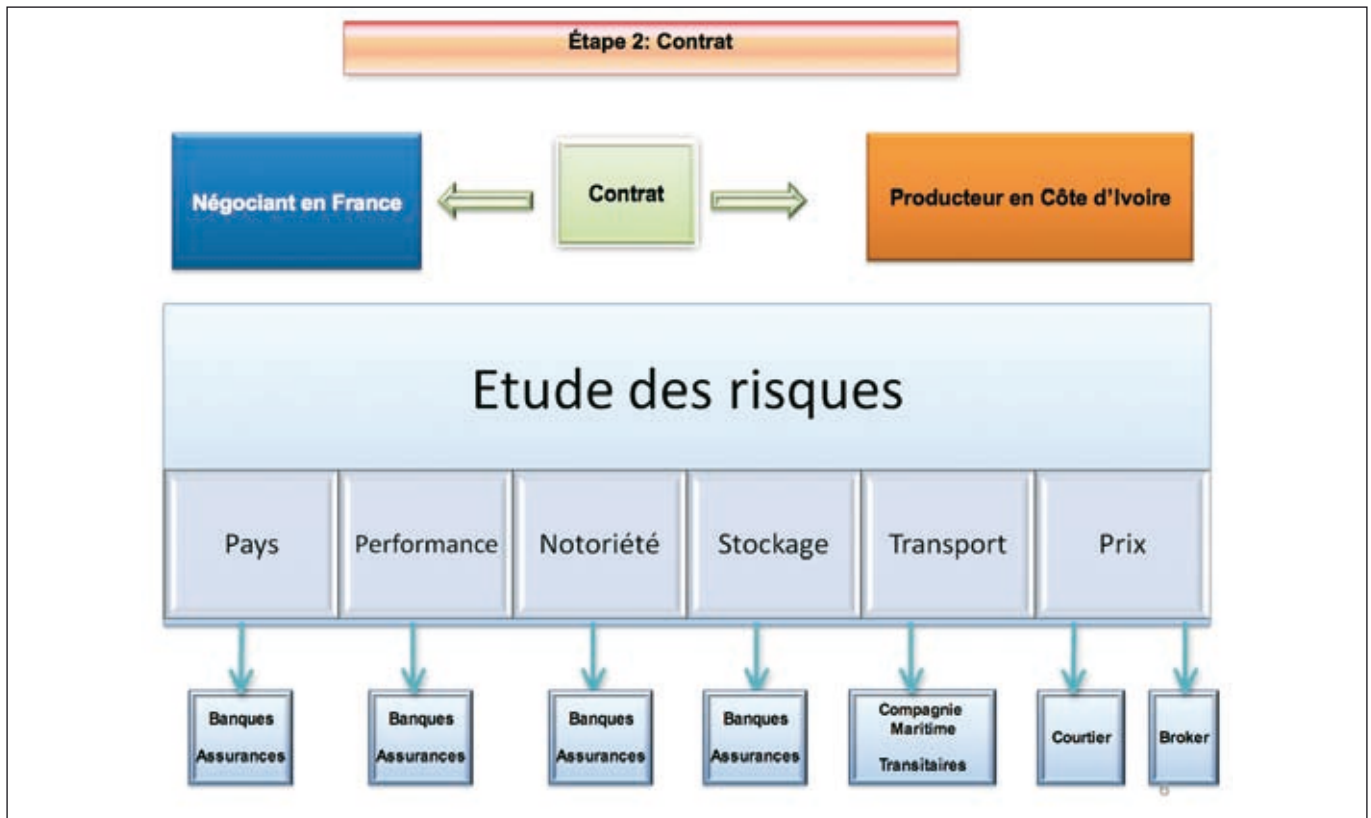 Étape 2: Contrat
Négociant en France
Contrat
Producteur en Côte d'Ivoire
Etude des risques
Pays
Performance
Notoriété
Stockage
Transport
Prix
Banques
Assurances
Banques
Assurances
Banques
Assurances
Banques
Assurances
Compagnie
Maritime
Transitaires
Courtier
Broker
6